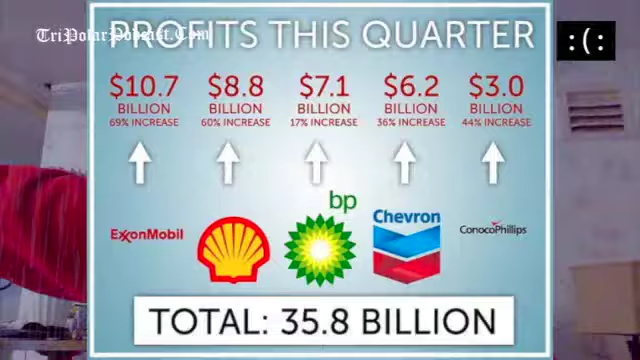 TriPolarPoplist.Com
PROFITS THIS QUARTER
:(:
$10.7 $8.8 $7.1 $6.2 $3.0
BILLION BILLION BILLION BILLION BILLION
69% INCREASE 60% INCREASE 17% INCREASE 36% INCREASE 44% INCREASE
bp
ExxonMobil Chevron ConocoPhillips
TOTAL: 35.8 BILLION